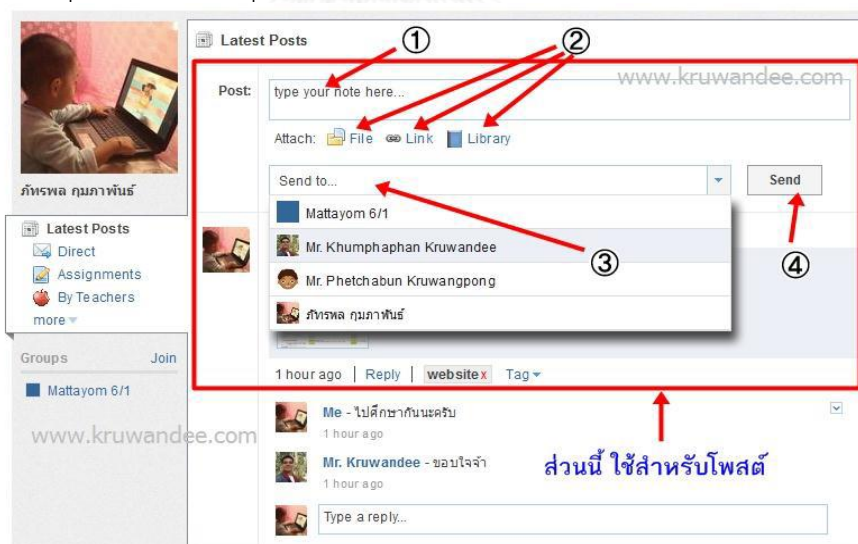 Latest Posts
①
②
www.kruwandee.com
Post:
type your note here...
Attach: File Link Library
Send to...
Send
Mattayom 6/1
Mr. Khumphaphan Kruwandee
Mr. Phetchabun Kruwangpong
ภัทรพล กุมภาพันธ์
③
④
1 hour ago | Reply | website x Tag
Me - ไปศึกษากันนะครับ
1 hour ago
Mr. Kruwandee - ขอบใจจ้า
1 hour ago
Type a reply...
ส่วนนี้ ใช้สำหรับโพสต์
ภัทรพล กุมภาพันธ์
Latest Posts
Direct
Assignments
By Teachers
more
Groups Join
Mattayom 6/1
www.kruwandee.com